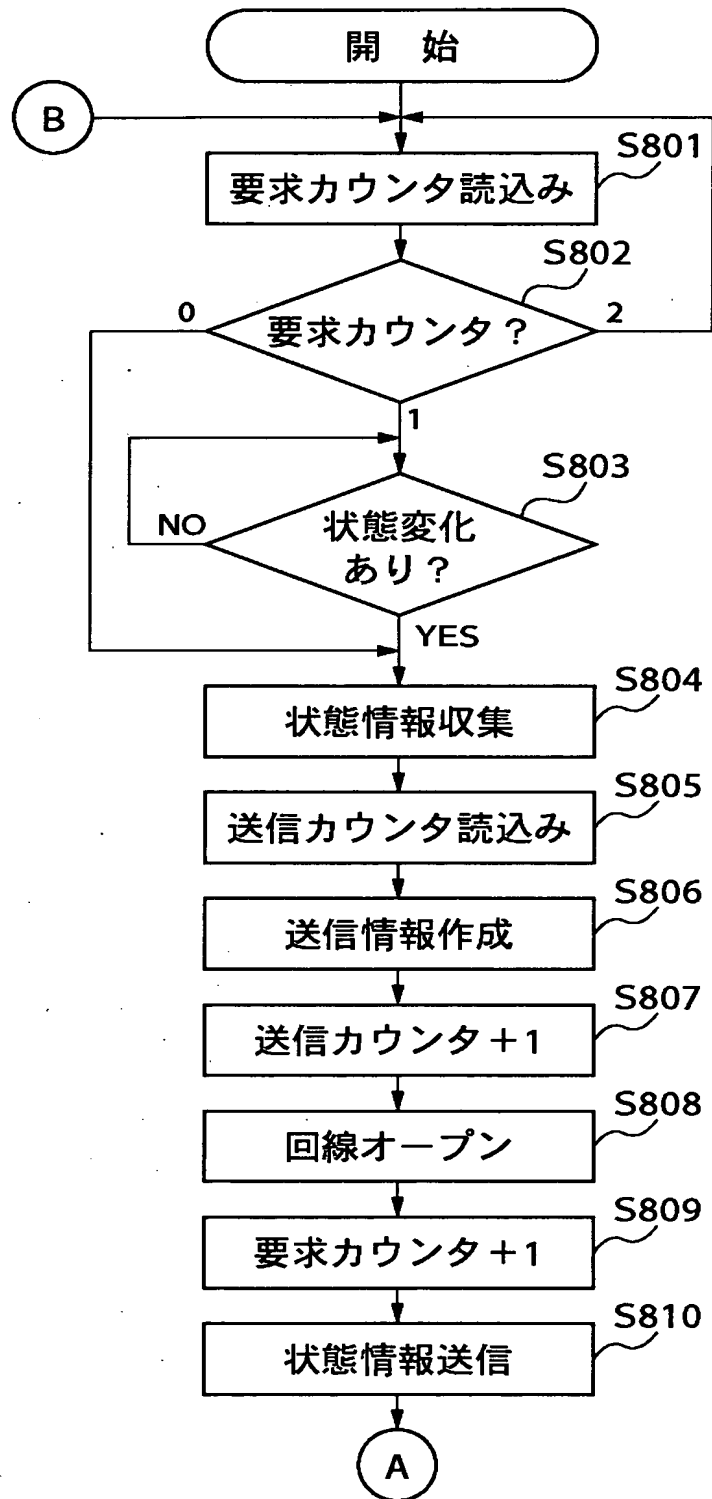 開 始
B
S801
要求カウンタ読込み
S802
0
要求カウンタ?
2
1
S803
NO
状態変化
あり?
YES
S804
状態情報収集
S805
送信カウンタ読込み
S806
送信情報作成
S807
送信カウンタ+1
S808
回線オープン
S809
要求カウンタ+1
S810
状態情報送信
A